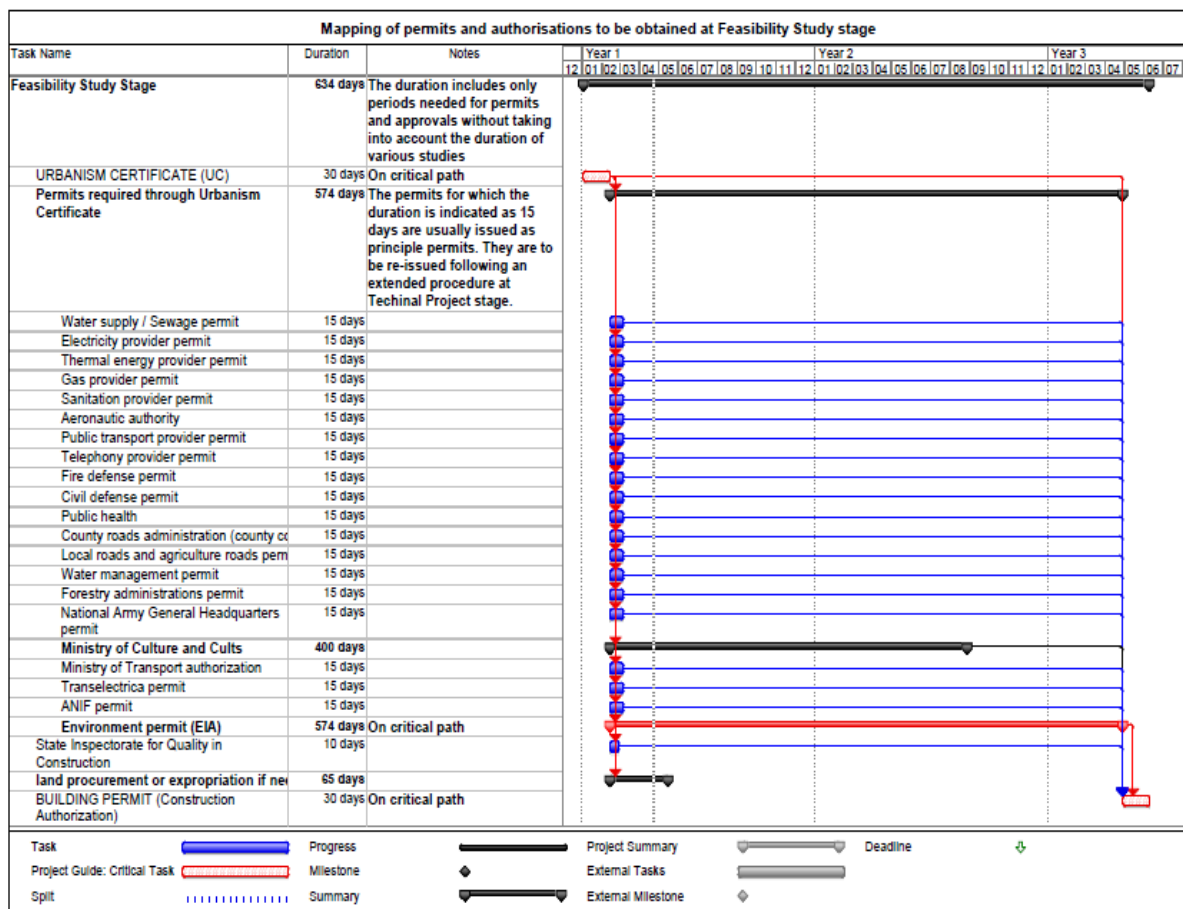 Mapping of permits and authorisations to be obtained at Feasibility Study stage
Task Name Duration Notes Year 1 Year 2 Year 3
12 01 02 03 04 05 06 07 08 09 10 11 12 01 02 03 04 05 06 07 08 09 10 11 12 01 02 03 04 05 06 07
Feasibility Study Stage 634 days The duration includes only
periods needed for permits
and approvals without taking
into account the duration of
various studies
URBANISM CERTIFICATE (UC) 30 days On critical path
Permits required through Urbanism 574 days The permits for which the
Certificate duration is indicated as 15
days are usually issued as
principle permits. They are to
be re-issued following an
extended procedure at
Techinal Project stage.
Water supply / Sewage permit 15 days
Electricity provider permit 15 days
Thermal energy provider permit 15 days
Gas provider permit 15 days
Sanitation provider permit 15 days
Aeronautic authority 15 days
Public transport provider permit 15 days
Telephony provider permit 15 days
Fire defense permit 15 days
Civil defense permit 15 days
Public health 15 days
County roads administration (county co 15 days
Local roads and agriculture roads perm 15 days
Water management permit 15 days
Forestry administrations permit 15 days
National Army General Headquarters 15 days
permit
Ministry of Culture and Cults 400 days
Ministry of Transport authorization 15 days
Transelectrica permit 15 days
ANIF permit 15 days
Environment permit (EIA) 574 days On critical path
State Inspectorate for Quality in 10 days
Construction
land procurement or expropriation if nee 65 days
BUILDING PERMIT (Construction 30 days On critical path
Authorization)
Task Progress Project Summary Deadline
Project Guide: Critical Task Milestone External Tasks
Split Summary External Milestone